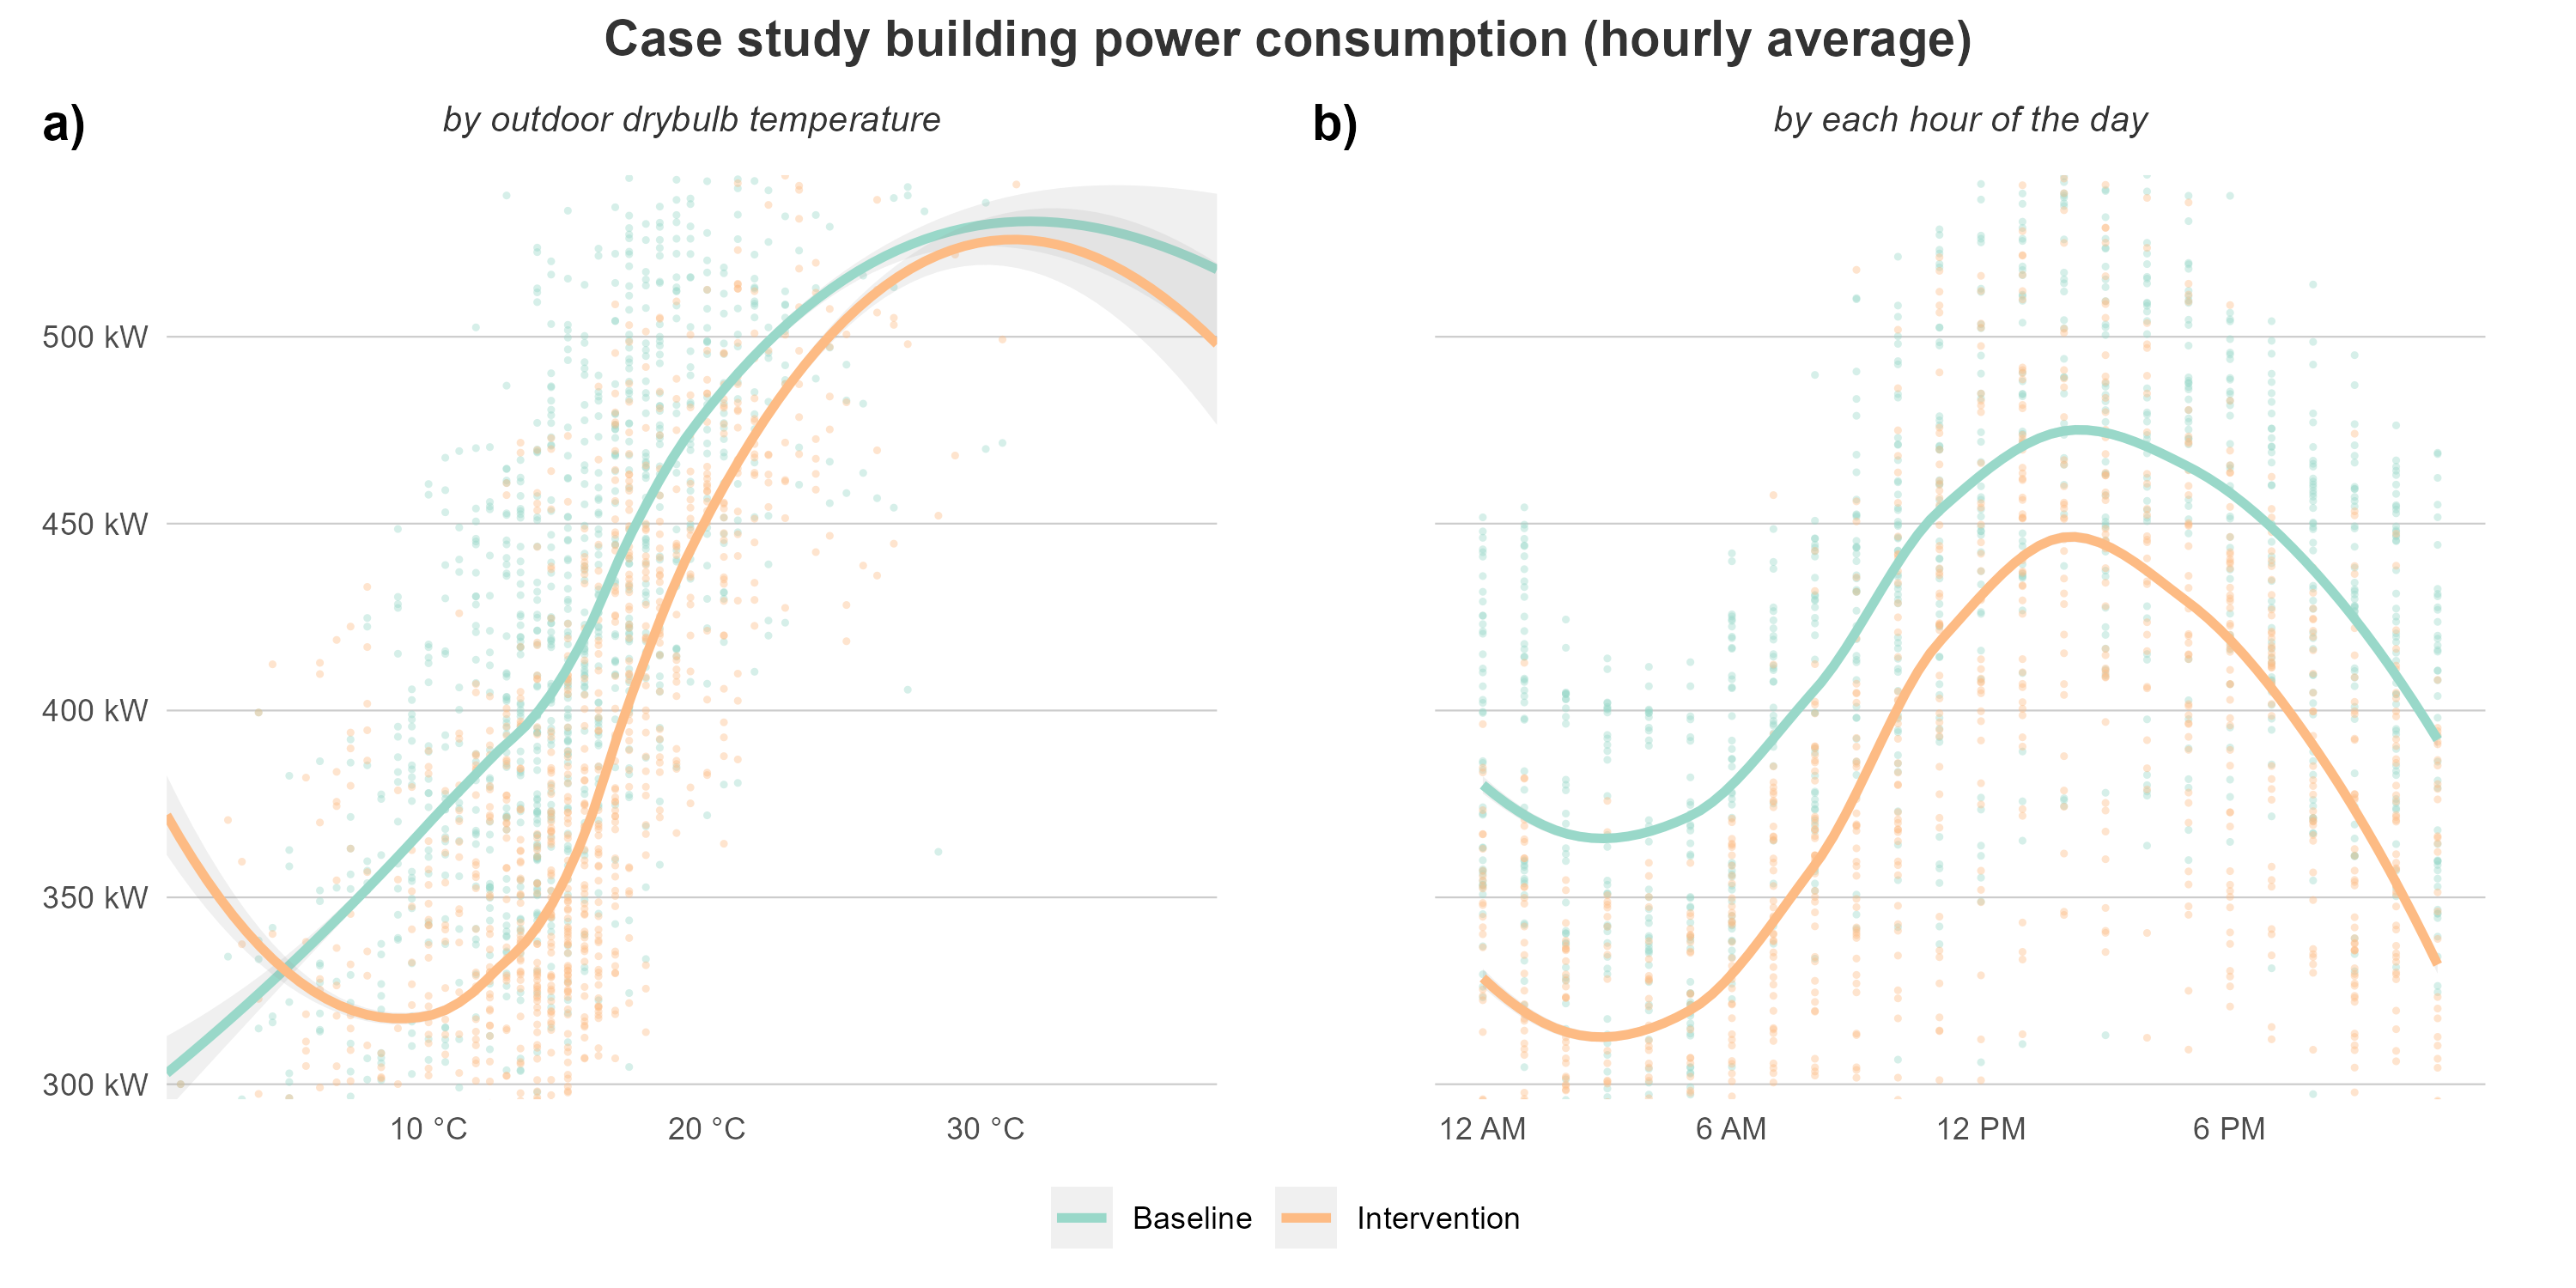 Case study building power consumption (hourly average)
a)
by outdoor drybulb temperature
500 kW
450 kW
400 kW
350 kW
300 kW
10 °C
20 °C
30 °C
b)
by each hour of the day
12 AM
6 AM
12 PM
6 PM
Baseline
Intervention